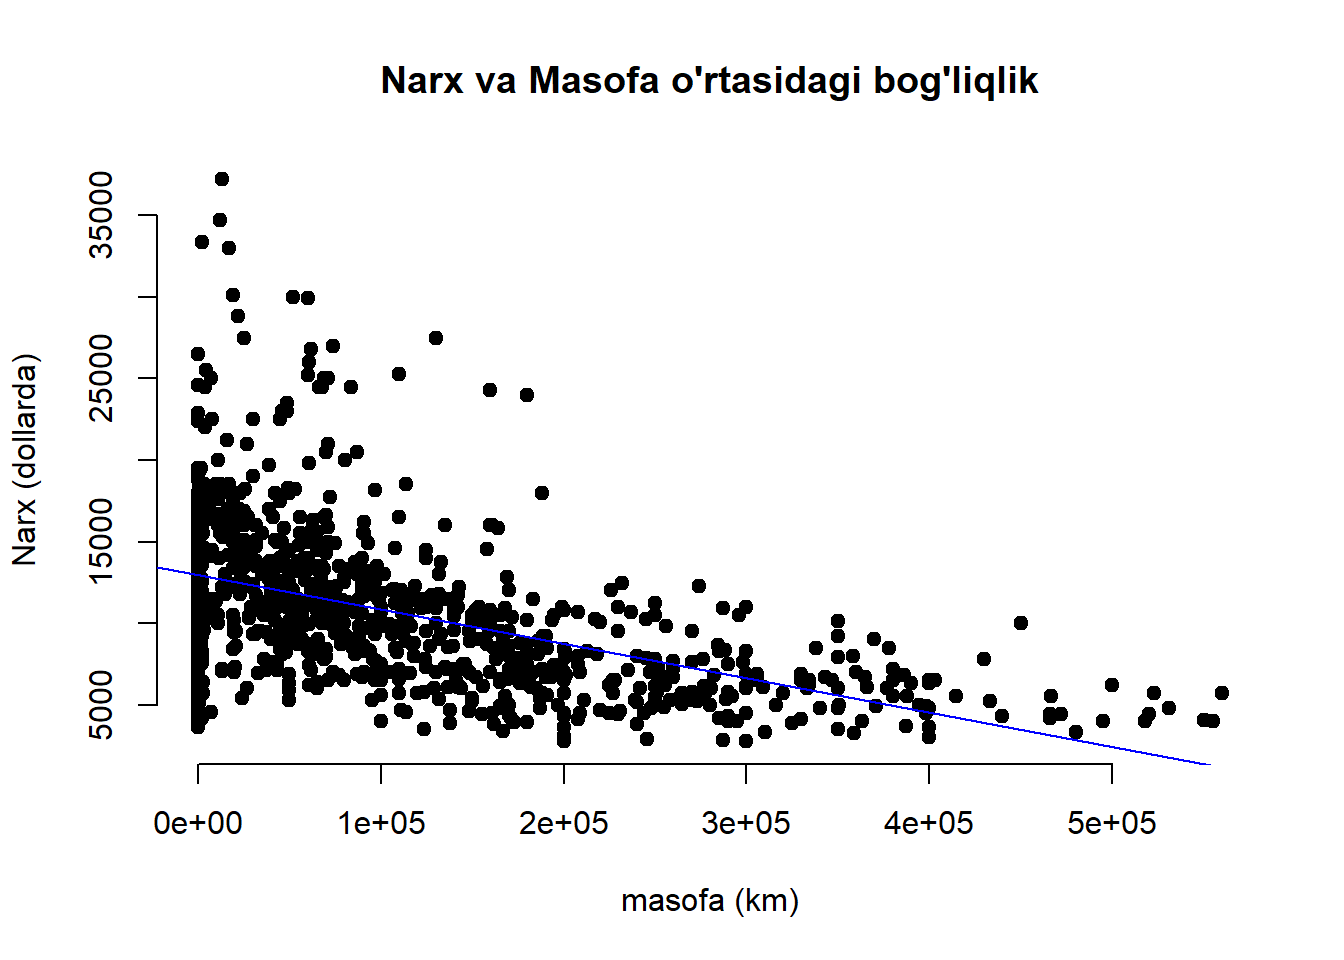 Narx va Masofa o'rtasidagi bog'liqlik
Narx (dollarda)
35000
25000
15000
5000
0e+00 1e+05 2e+05 3e+05 4e+05 5e+05
masofa (km)